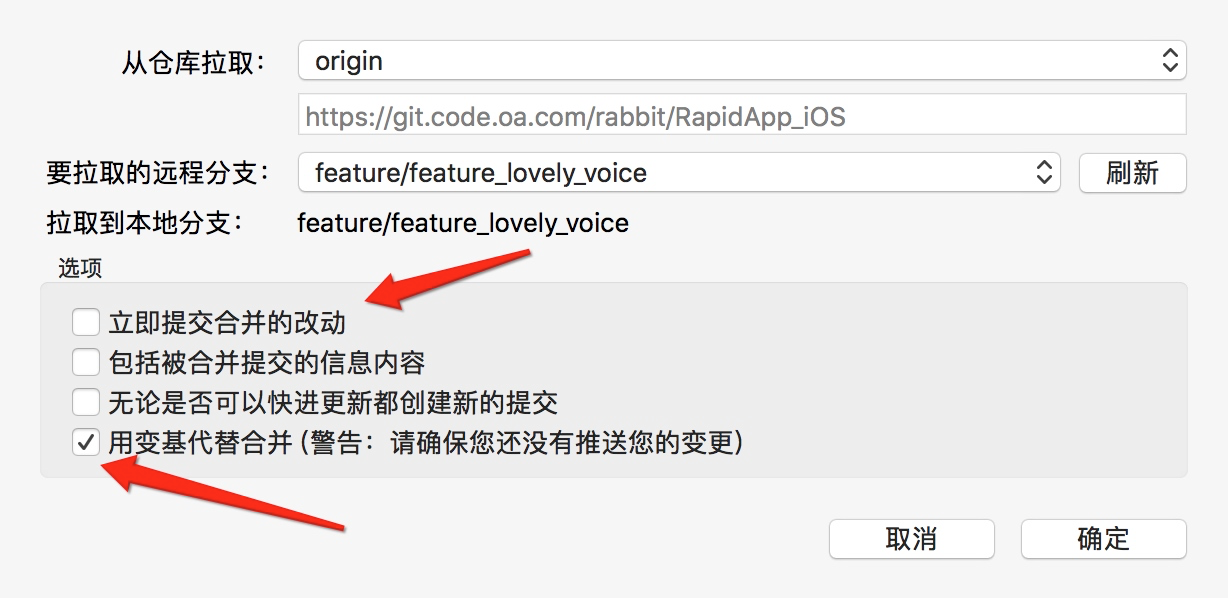 从仓库拉取： origin
https://git.code.oa.com/rabbit/RapidApp_iOS
要拉取的远程分支： feature/feature_lovely_voice 刷新
拉取到本地分支： feature/feature_lovely_voice
选项
立即提交合并的改动
包括被合并提交的信息内容
无论是否可以快进更新都创建新的提交
用变基代替合并（警告：请确保您还没有推送您的变更）
取消 确定